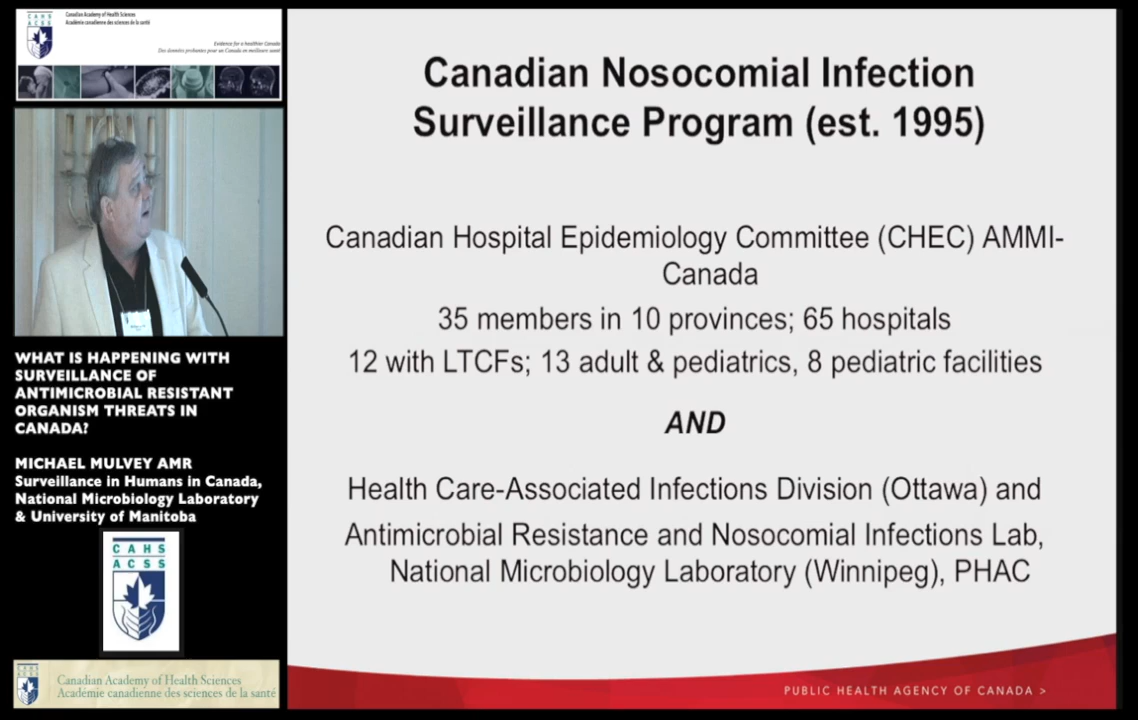 Canadian Academy of Health Sciences
Académie canadienne des sciences de la santé
Evidence for a healthier Canada
Des données probantes pour un Canada en meilleure santé
WHAT IS HAPPENING WITH
SURVEILLANCE OF
ANTIMICROBIAL RESISTANT
ORGANISM THREATS IN
CANADA?
MICHAEL MULVEY AMR
Surveillance in Humans in Canada,
National Microbiology Laboratory
& University of Manitoba
CAHS
ACSS
Canadian Academy of Health Sciences
Académie canadienne des sciences de la santé
Canadian Nosocomial Infection
Surveillance Program (est. 1995)
Canadian Hospital Epidemiology Committee (CHEC) AMMI-
Canada
35 members in 10 provinces; 65 hospitals
12 with LTCFs; 13 adult & pediatrics, 8 pediatric facilities
AND
Health Care-Associated Infections Division (Ottawa) and
Antimicrobial Resistance and Nosocomial Infections Lab,
National Microbiology Laboratory (Winnipeg), PHAC
PUBLIC HEALTH AGENCY OF CANADA >